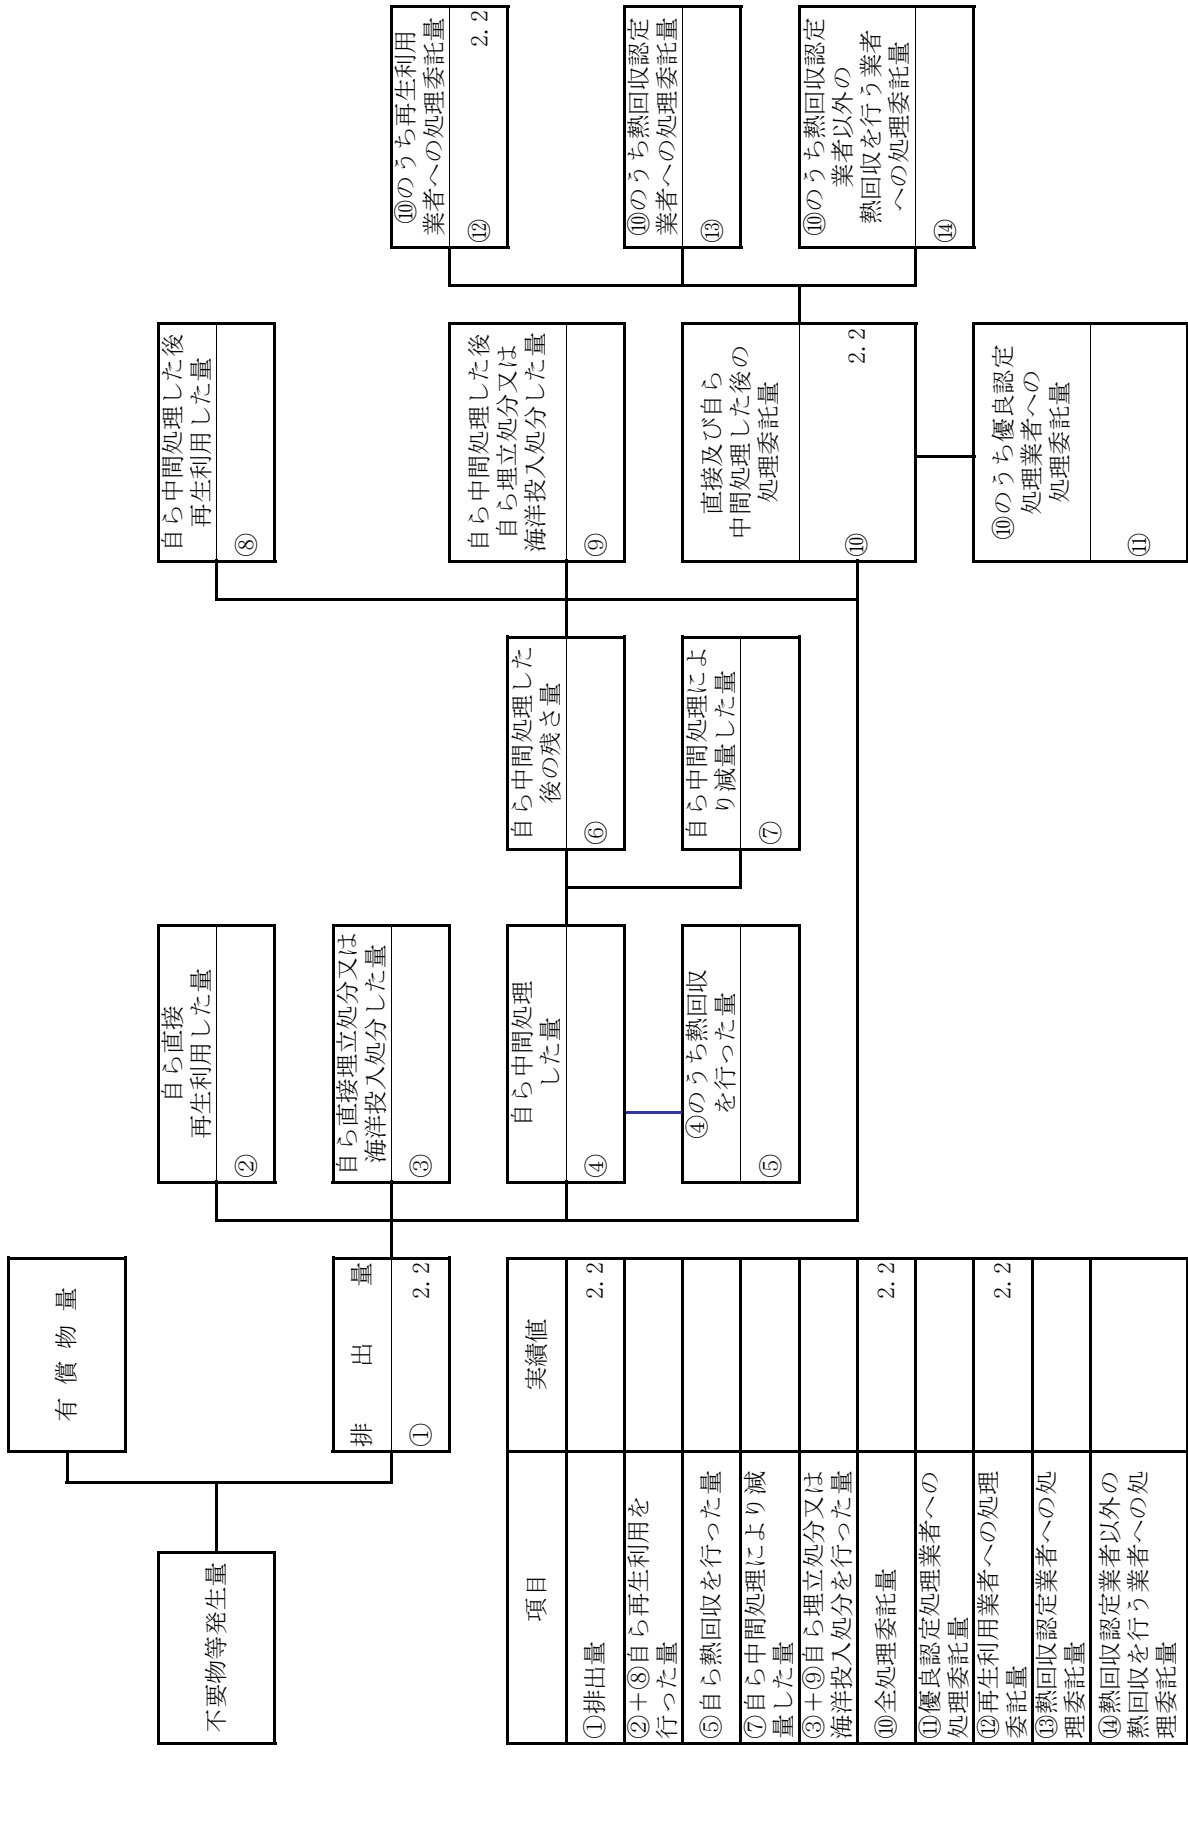 不要物等発生量
有償物量
排出量
①
2.2
自ら直接
再生利用した量
②
自ら直接埋立処分又は
海洋投入処分した量
③
自ら中間処理
した量
④
④のうち熱回収
を行った量
⑤
自ら中間処理した
後の残さ量
⑥
自ら中間処理によ
り減量した量
⑦
自ら中間処理した後
再生利用した量
⑧
自ら中間処理した後
自ら埋立処分又は
海洋投入処分した量
⑨
直接及び自ら
中間処理した後の
処理委託量
⑩
2.2
⑩のうち優良認定
処理業者への
処理委託量
⑪
⑩のうち再生利用
業者への処理委託量
⑫
2.2
⑩のうち熱回収認定
業者への処理委託量
⑬
⑩のうち熱回収認定
業者以外の
熱回収を行う業者
への処理委託量
⑭
項目
実績値
①排出量
2.2
②＋⑧自ら再生利用を
行った量
⑤自ら熱回収を行った量
⑦自ら中間処理により減
量した量
③＋⑨自ら埋立処分又は
海洋投入処分を行った量
⑩全処理委託量
2.2
⑪優良認定処理業者への
処理委託量
⑫再生利用業者への処理
委託量
2.2
⑬熱回収認定業者への処
理委託量
⑭熱回収認定業者以外の
熱回収を行う業者への処
理委託量